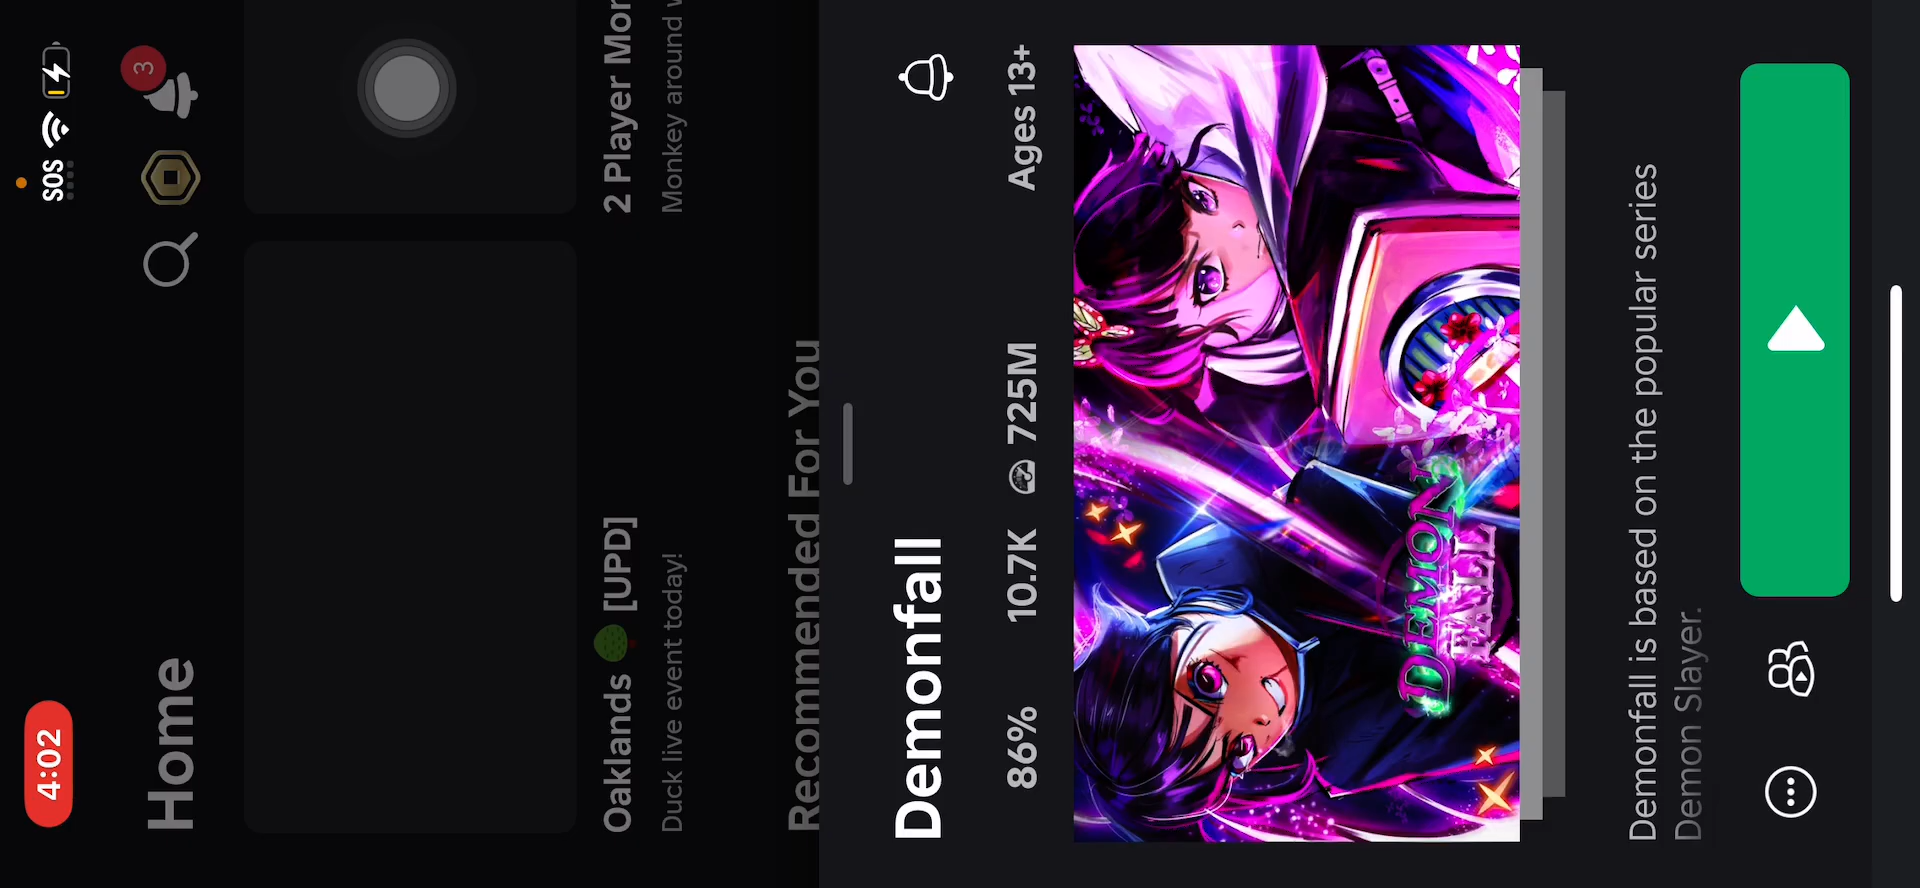 4:02
SOS
Home
3
Oaklands [UPD]
Duck live event today!
2 Player Mon
Monkey around w
Recommended For You
Demonfall
86% 10.7K 725M Ages 13+
DEMON
FALL
Demonfall is based on the popular series
Demon Slayer.